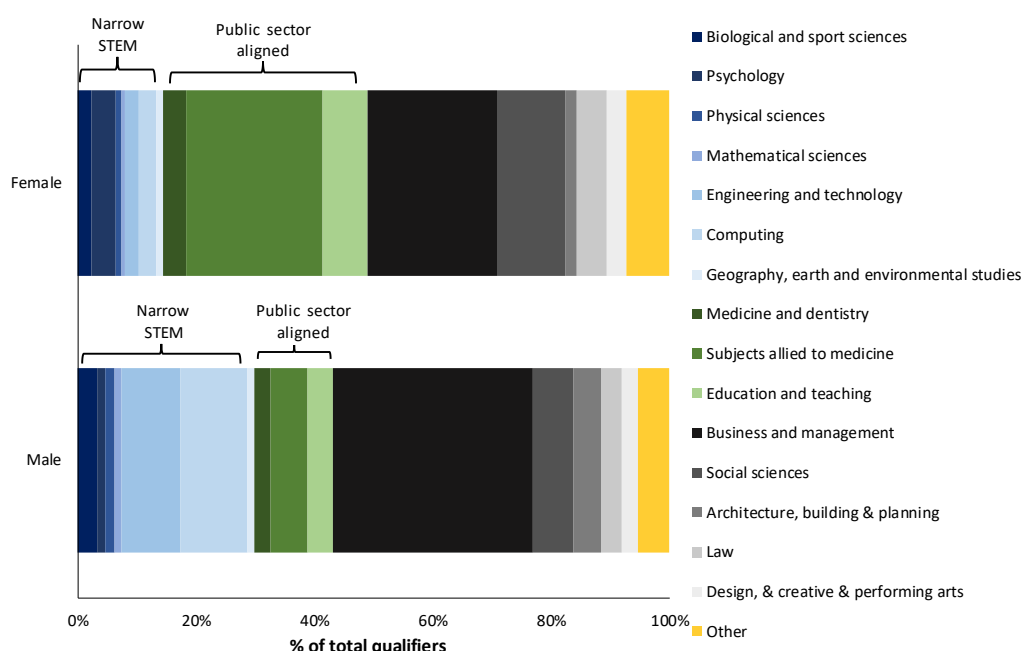 Narrow
STEM
Public sector
aligned
Female
Narrow
STEM
Public sector
aligned
Male
0%
20%
40%
60%
80%
100%
% of total qualifiers
Biological and sport sciences
Psychology
Physical sciences
Mathematical sciences
Engineering and technology
Computing
Geography, earth and environmental studies
Medicine and dentistry
Subjects allied to medicine
Education and teaching
Business and management
Social sciences
Architecture, building & planning
Law
Design, & creative & performing arts
Other